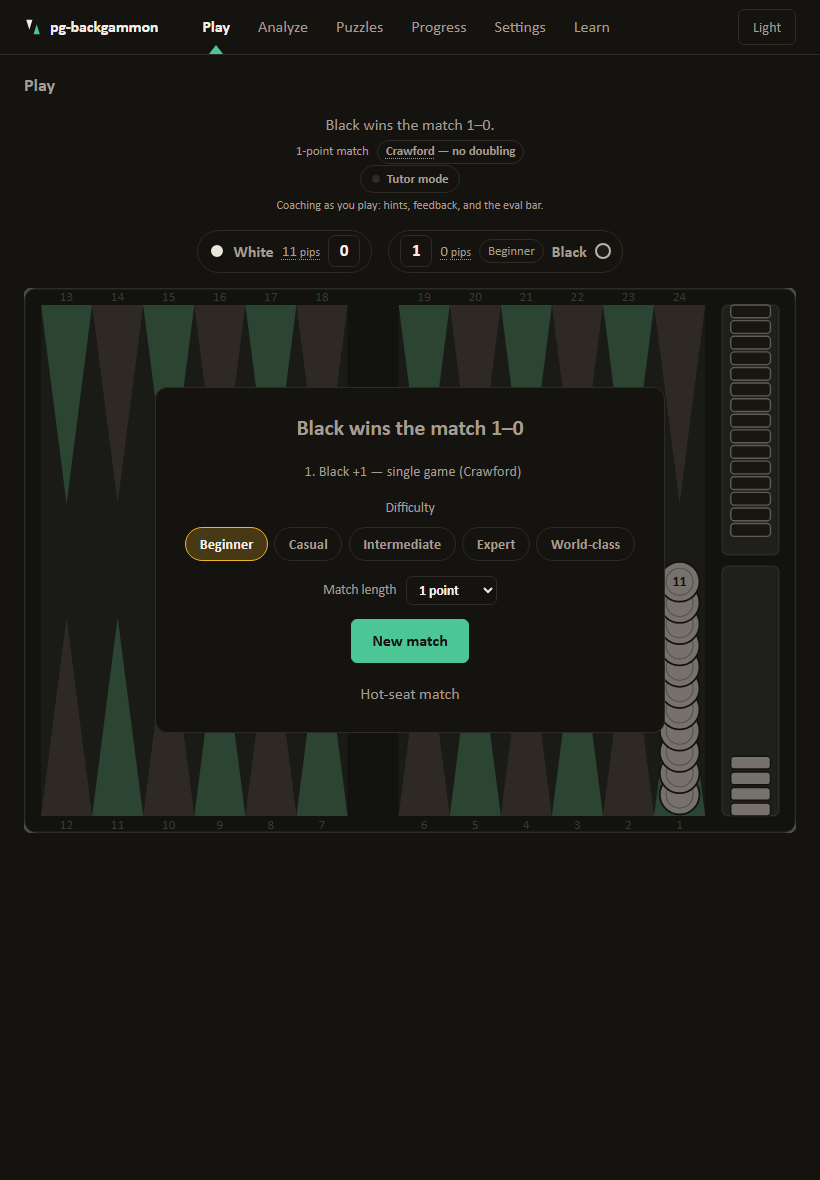 pg-backgammon Play Analyze Puzzles Progress Settings Learn Light
Play
Black wins the match 1–0.
1-point match Crawford — no doubling
Tutor mode
Coaching as you play: hints, feedback, and the eval bar.
White 11 pips 0 1 0 pips Beginner Black
13 14 15 16 17 18 19 20 21 22 23 24
Black wins the match 1–0
1. Black +1 — single game (Crawford)
Difficulty
Beginner Casual Intermediate Expert World-class
11
Match length 1 point
New match
Hot-seat match
12 11 10 9 8 7 6 5 4 3 2 1